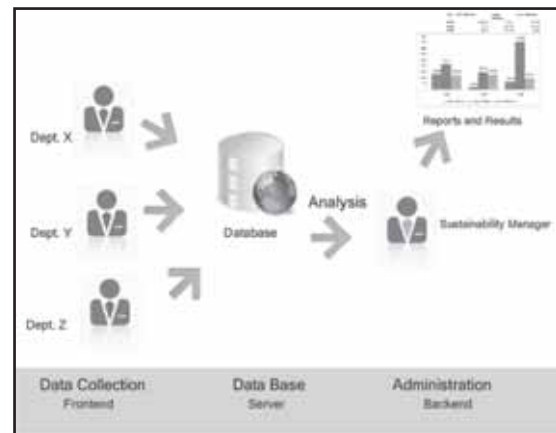 Reports and Results
Dept. X
Dept. Y
Database
Analysis
Sustainability Manager
Dept. Z
Data Collection
Frontend
Data Base
Server
Administration
Backend